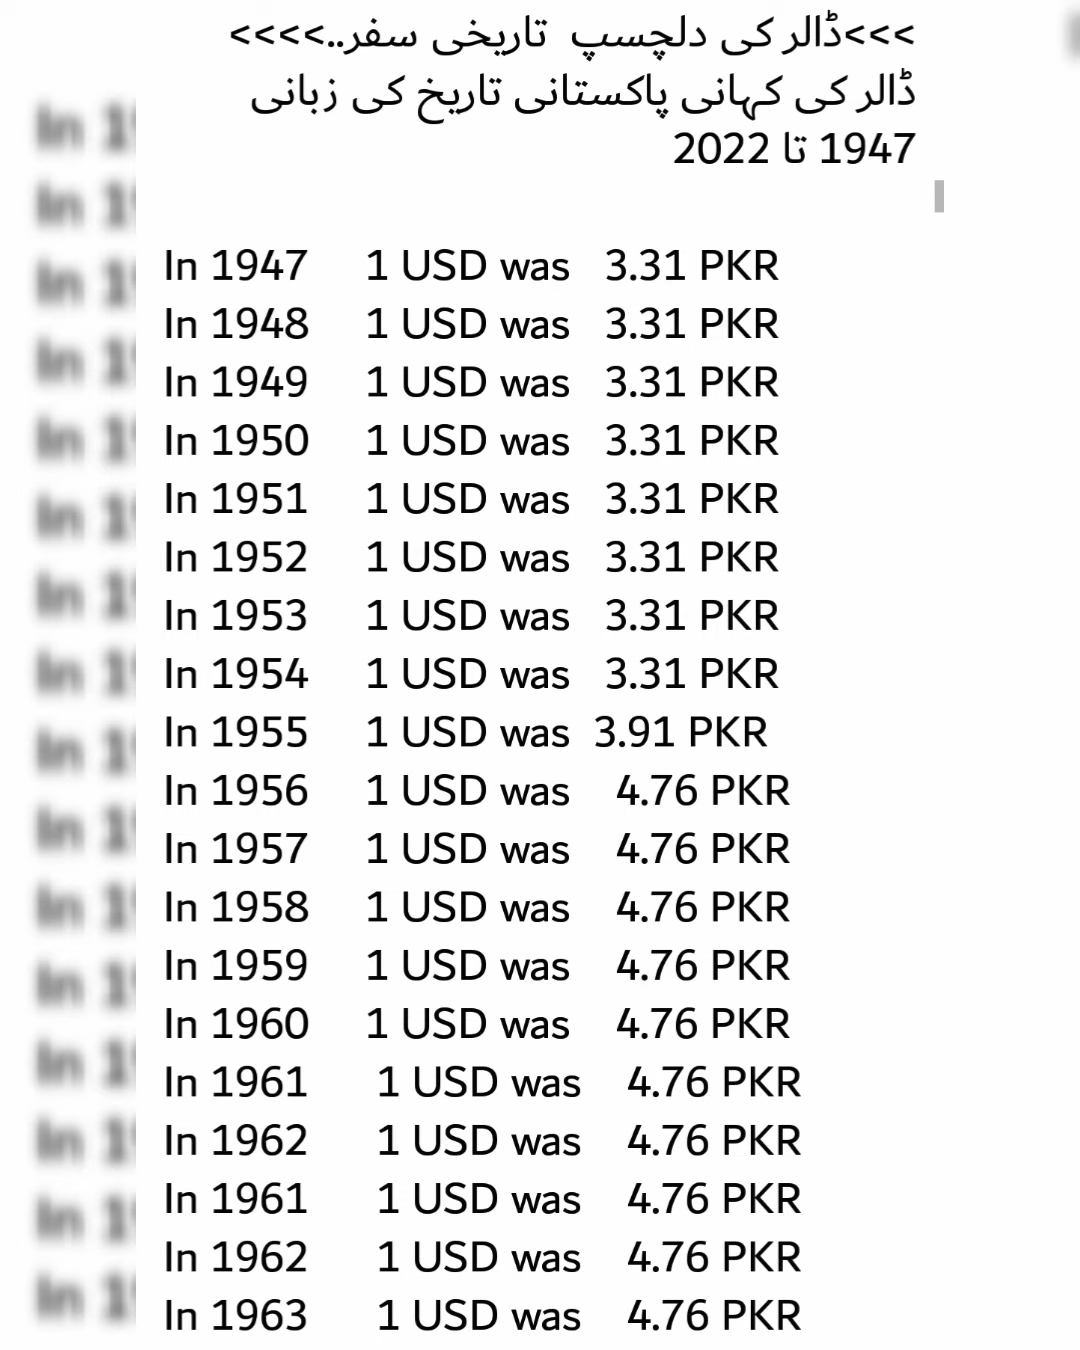 >>>ڈالر کی دلچسپ تاریخی سفر..<<<<
ڈالر کی کہانی پاکستانی تاریخ کی زبانی
1947 تا 2022
In 1947 1 USD was 3.31 PKR
In 1948 1 USD was 3.31 PKR
In 1949 1 USD was 3.31 PKR
In 1950 1 USD was 3.31 PKR
In 1951 1 USD was 3.31 PKR
In 1952 1 USD was 3.31 PKR
In 1953 1 USD was 3.31 PKR
In 1954 1 USD was 3.31 PKR
In 1955 1 USD was 3.91 PKR
In 1956 1 USD was 4.76 PKR
In 1957 1 USD was 4.76 PKR
In 1958 1 USD was 4.76 PKR
In 1959 1 USD was 4.76 PKR
In 1960 1 USD was 4.76 PKR
In 1961 1 USD was 4.76 PKR
In 1962 1 USD was 4.76 PKR
In 1961 1 USD was 4.76 PKR
In 1962 1 USD was 4.76 PKR
In 1963 1 USD was 4.76 PKR